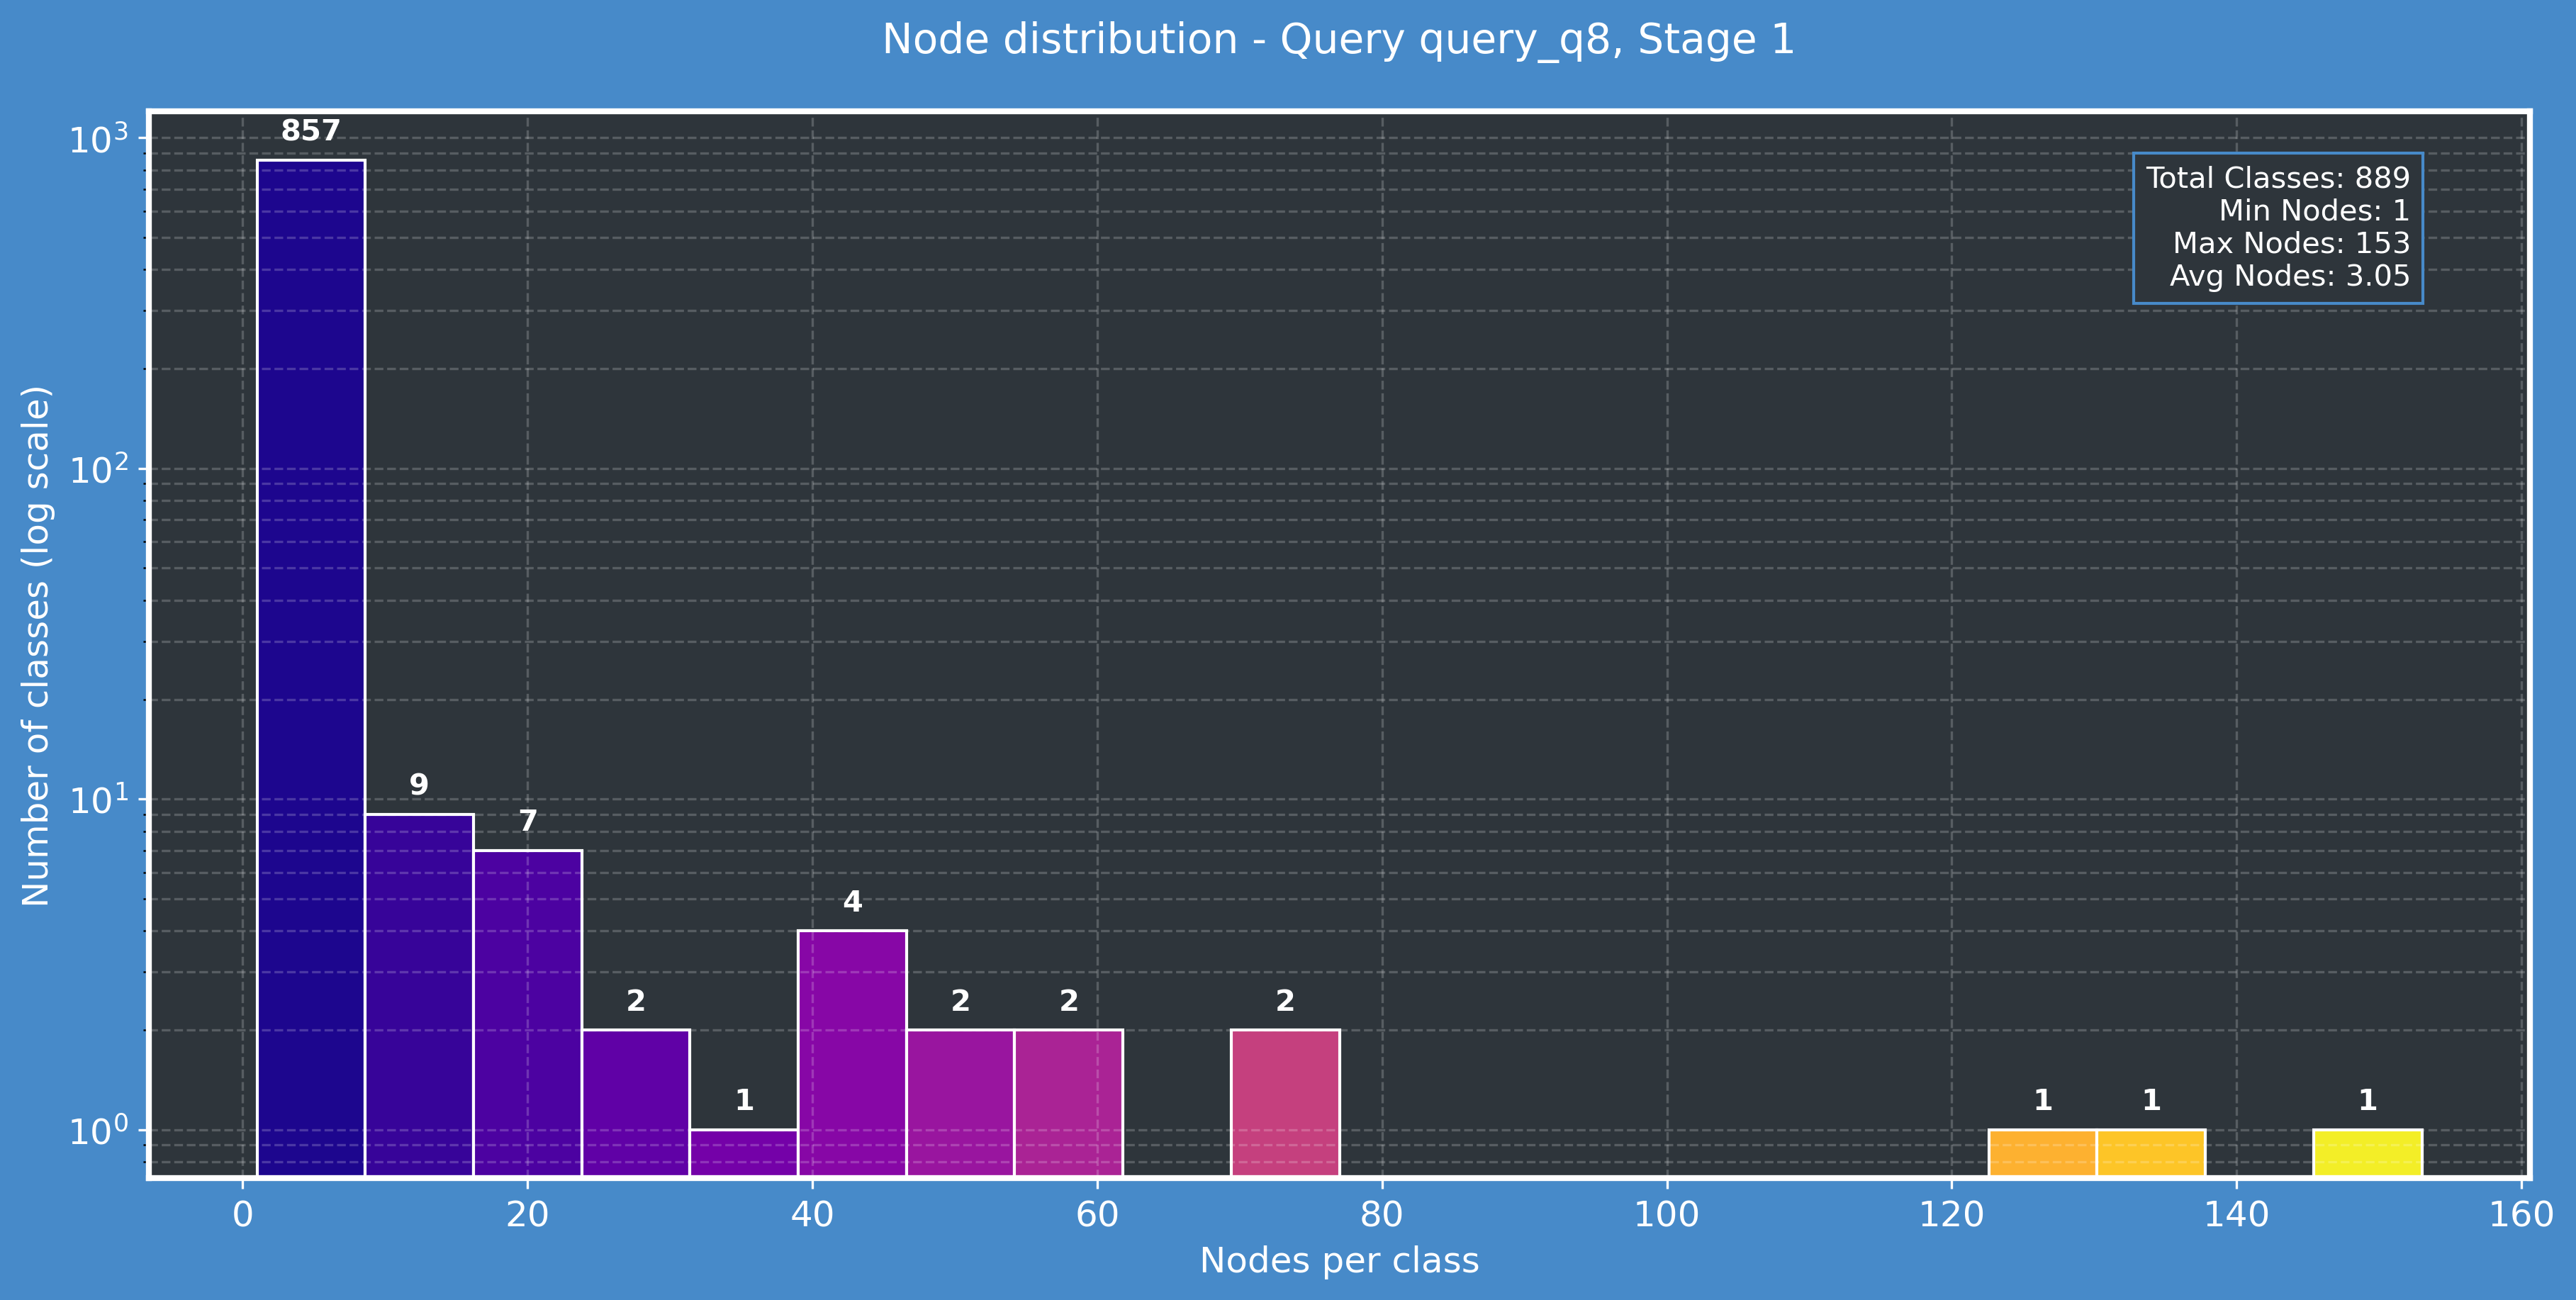 Node distribution - Query query_q8, Stage 1
Number of classes (log scale)
10³
10²
10¹
10⁰
857
9
7
2
1
4
2
2
2
1
1
1
Total Classes: 889
Min Nodes: 1
Max Nodes: 153
Avg Nodes: 3.05
0 20 40 60 80 100 120 140 160
Nodes per class